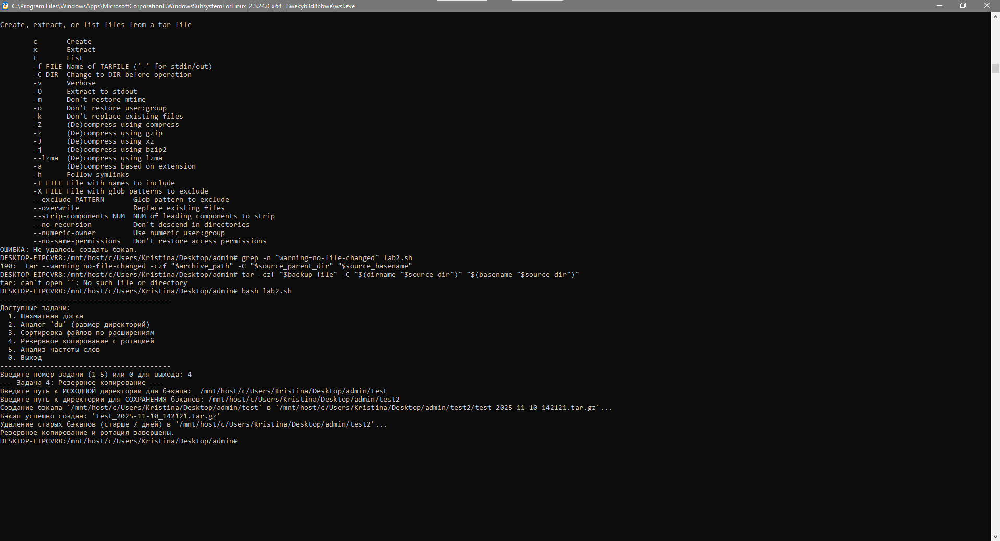 C:\Program Files\WindowsApps\MicrosoftCorporationII.WindowsSubsystemForLinux_2.3.24.0_x64__8wekyb3d8bbwe\wsl.exe
Create, extract, or list files from a tar file
c       Create
x       Extract
t       List
-f FILE Name of TARFILE ('-' for stdin/out)
-C DIR  Change to DIR before operation
-v      Verbose
-O      Extract to stdout
-m      Don't restore mtime
-o      Don't restore user:group
-k      Don't replace existing files
-Z      (De)compress using compress
-z      (De)compress using gzip
-J      (De)compress using xz
-j      (De)compress using bzip2
--lzma  (De)compress using lzma
-a      (De)compress based on extension
-h      Follow symlinks
-T FILE File with names to include
-X FILE File with glob patterns to exclude
--exclude PATTERN       Glob pattern to exclude
--overwrite             Replace existing files
--strip-components NUM  NUM of leading components to strip
--no-recursion          Don't descend in directories
--numeric-owner         Use numeric user:group
--no-same-permissions   Don't restore access permissions
ОШИБКА: Не удалось создать бэкап.
DESKTOP-EIPCVR8:/mnt/host/c/Users/Kristina/Desktop/admin# grep -n "warning=no-file-changed" lab2.sh
190:  tar --warning=no-file-changed -czf "$archive_path" -C "$source_parent_dir" "$source_basename"
DESKTOP-EIPCVR8:/mnt/host/c/Users/Kristina/Desktop/admin# tar -czf "$backup_file" -C "$(dirname "$source_dir")" "$(basename "$source_dir")"
tar: can't open '': No such file or directory
DESKTOP-EIPCVR8:/mnt/host/c/Users/Kristina/Desktop/admin# bash lab2.sh
-----------------------------------------
Доступные задачи:
1. Шахматная доска
2. Аналог 'du' (размер директорий)
3. Сортировка файлов по расширениям
4. Резервное копирование с ротацией
5. Анализ частоты слов
0. Выход
-----------------------------------------
Введите номер задачи (1-5) или 0 для выхода: 4
--- Задача 4: Резервное копирование ---
Введите путь к ИСХОДНОЙ директории для бэкапа:  /mnt/host/c/Users/Kristina/Desktop/admin/test
Введите путь к директории для СОХРАНЕНИЯ бэкапов: /mnt/host/c/Users/Kristina/Desktop/admin/test2
Создание бэкапа '/mnt/host/c/Users/Kristina/Desktop/admin/test' в '/mnt/host/c/Users/Kristina/Desktop/admin/test2/test_2025-11-10_142121.tar.gz'...
Бэкап успешно создан: 'test_2025-11-10_142121.tar.gz'
Удаление старых бэкапов (старше 7 дней) в '/mnt/host/c/Users/Kristina/Desktop/admin/test2'...
Резервное копирование и ротация завершены.
DESKTOP-EIPCVR8:/mnt/host/c/Users/Kristina/Desktop/admin#